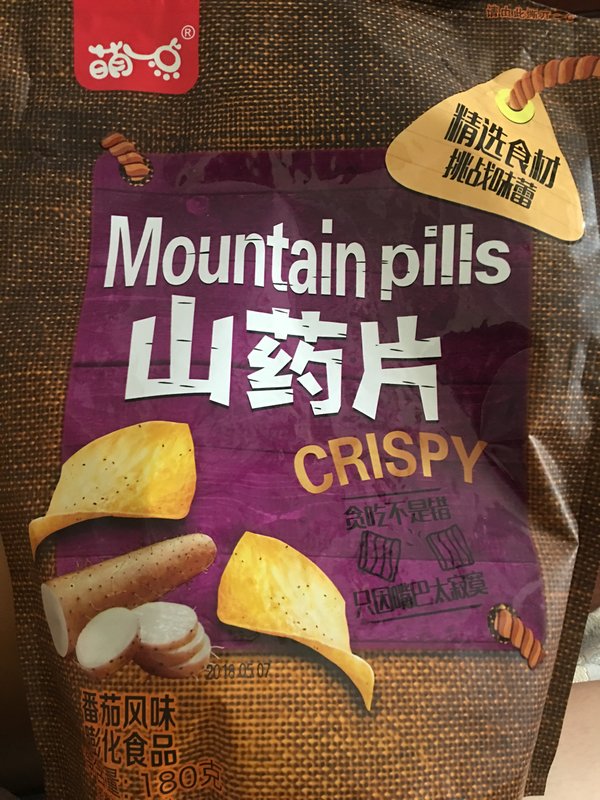 萌
®
精选食材
挑战味蕾
Mountain pills
山药片
CRISPY
贪吃不是错
只因嘴巴太寂寞
2018.05.07
番茄风味
膨化食品
量：180克